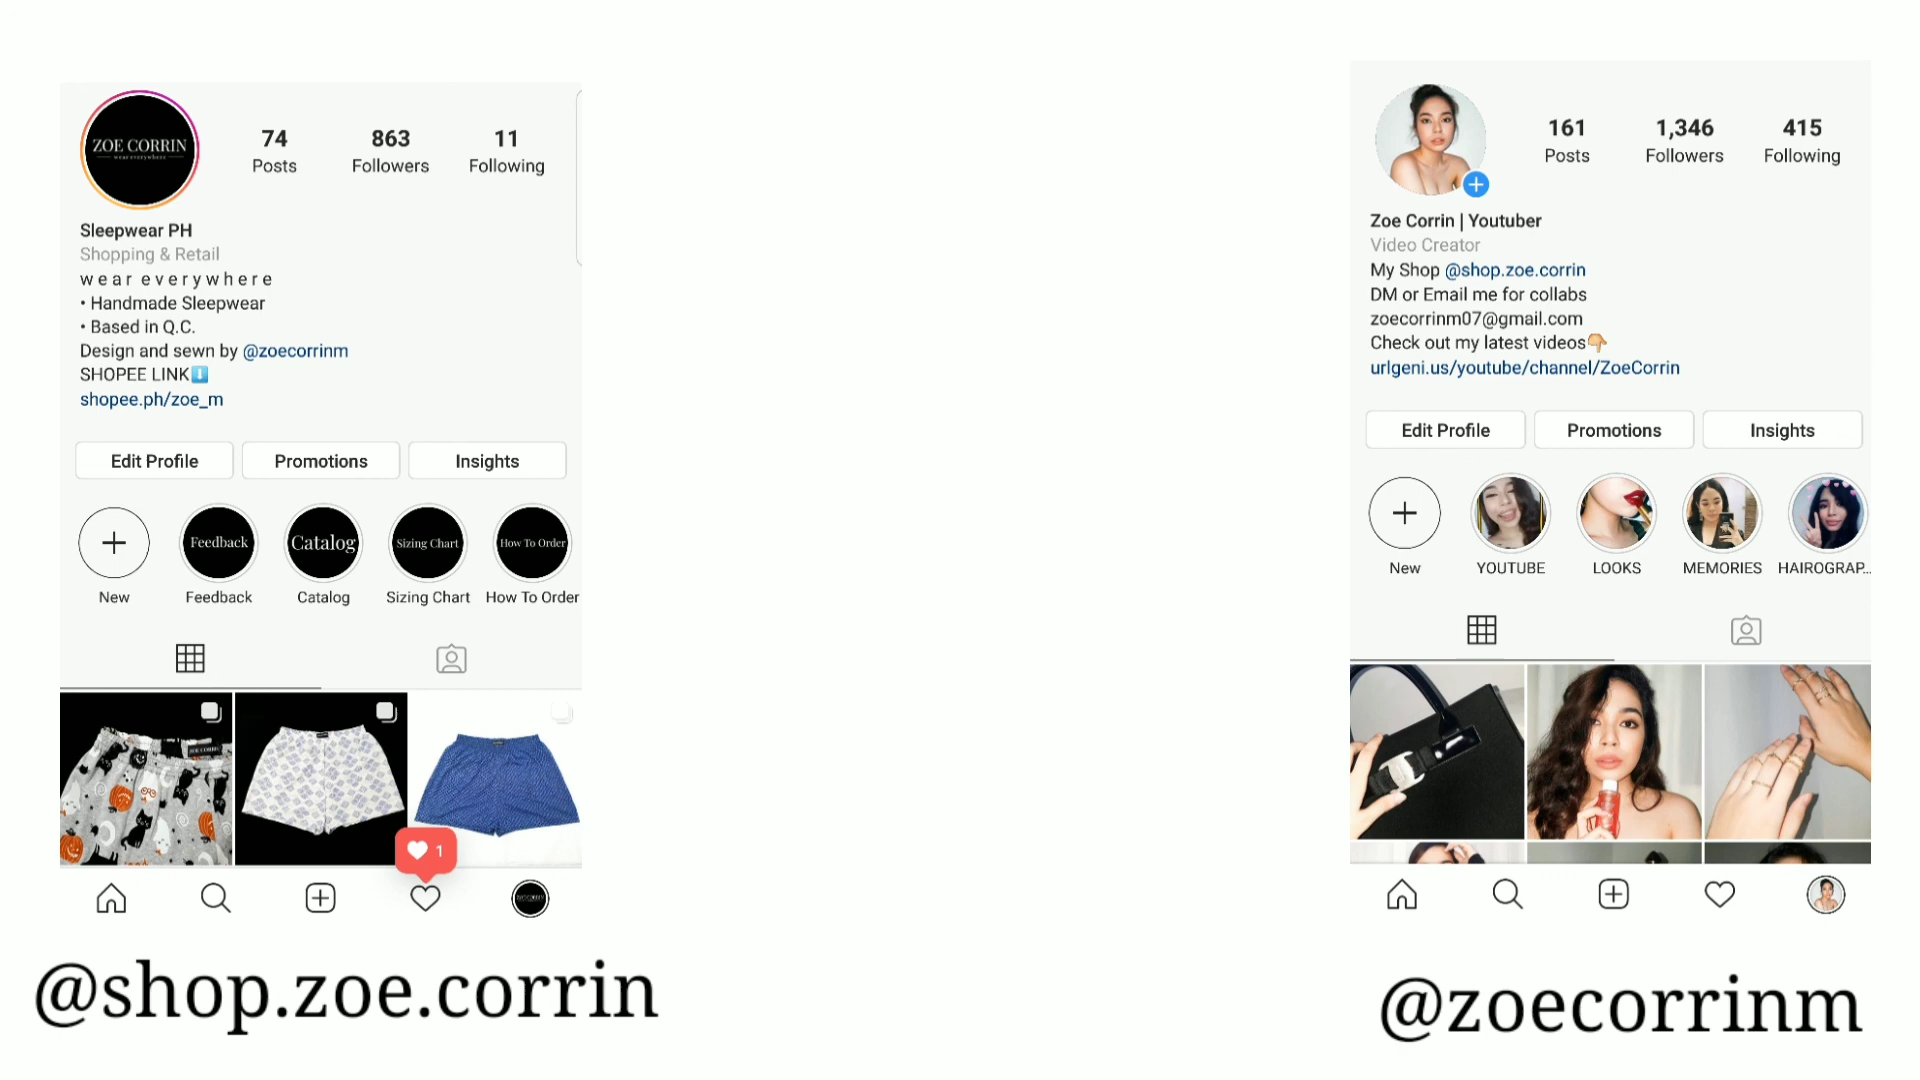 ZOE CORRIN
wear everywhere
74
Posts
863
Followers
11
Following
Sleepwear PH
Shopping & Retail
w e a r e v e r y w h e r e
• Handmade Sleepwear
• Based in Q.C.
Design and sewn by @zoecorrinm
SHOPEE LINK⬇️
shopee.ph/zoe_m
Edit Profile
Promotions
Insights
Feedback
Catalog
Sizing Chart
How To Order
New
Feedback
Catalog
Sizing Chart
How To Order
ZOE CORRIN
1
@shop.zoe.corrin
161
Posts
1,346
Followers
415
Following
Zoe Corrin | Youtuber
Video Creator
My Shop @shop.zoe.corrin
DM or Email me for collabs
zoecorrinm07@gmail.com
Check out my latest videos👇
urlgeni.us/youtube/channel/ZoeCorrin
Edit Profile
Promotions
Insights
New
YOUTUBE
LOOKS
MEMORIES
HAIROGRAP...
@zoecorrinm